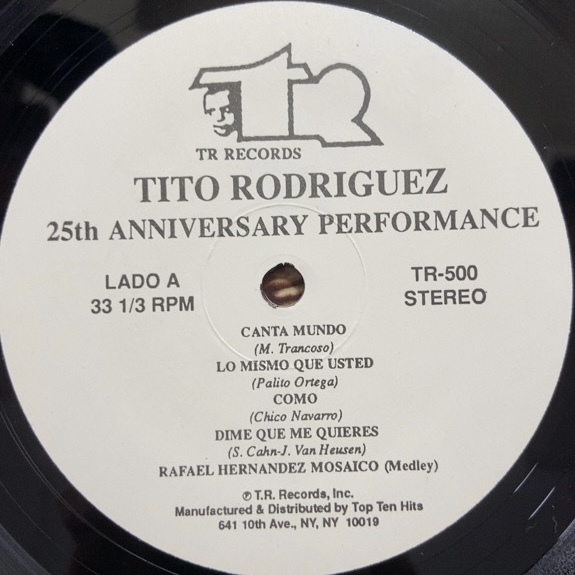 TR
TR RECORDS
TITO RODRIGUEZ
25th ANNIVERSARY PERFORMANCE
LADO A
33 1/3 RPM
TR-500
STEREO
CANTA MUNDO
(M. Trancoso)
LO MISMO QUE USTED
(Palito Ortega)
COMO
(Chico Navarro)
DIME QUE ME QUIERES
(S. Cahn-J. Van Heusen)
RAFAEL HERNANDEZ MOSAICO (Medley)
℗ T.R. Records, Inc.
Manufactured & Distributed by Top Ten Hits
641 10th Ave., NY, NY 10019